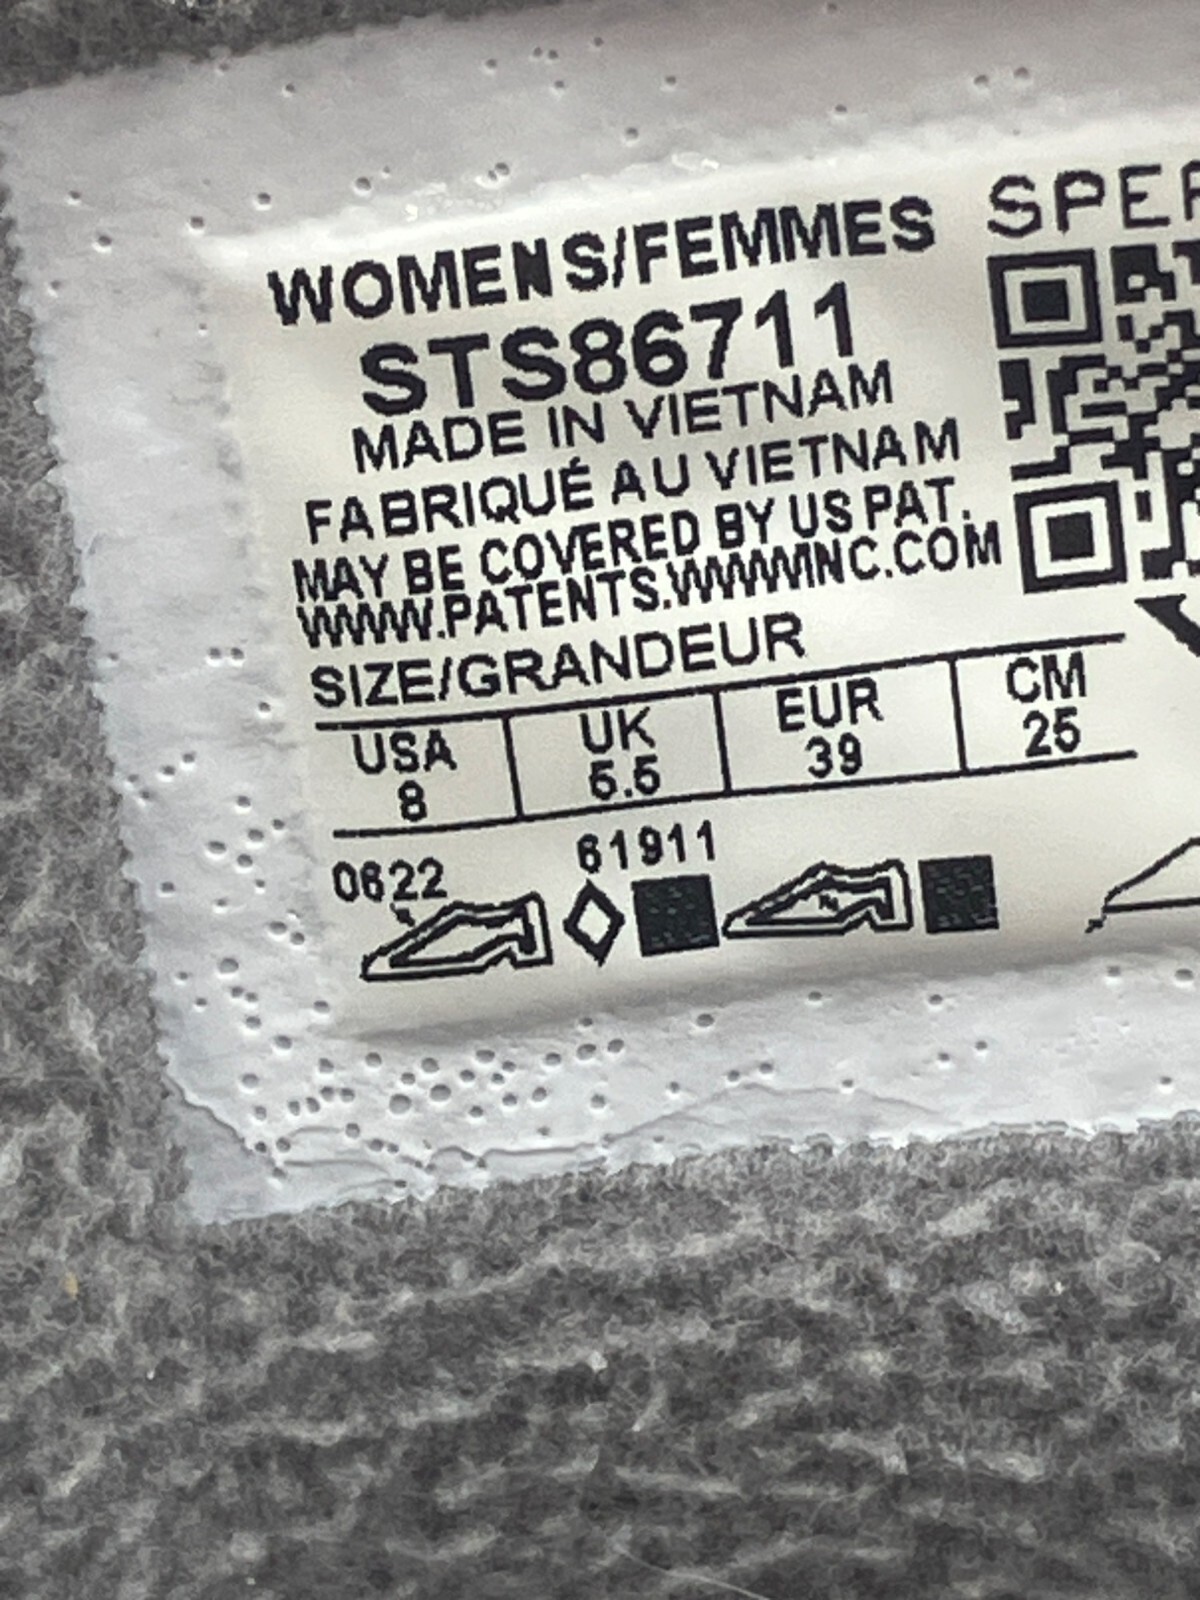 WOMENS/FEMMES
STS86711
MADE IN VIETNAM
FABRIQUÉ AU VIETNAM
MAY BE COVERED BY US PAT.
WWW.PATENTS.WWWINC.COM
SIZE/GRANDEUR
USA UK EUR CM
8 5.5 39 25
0622 61911